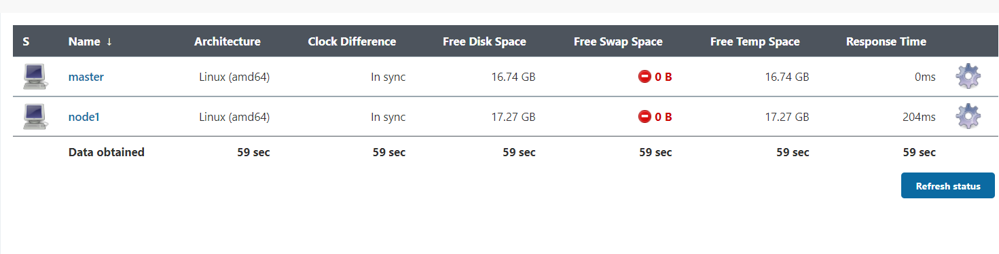 S Name ↓ Architecture Clock Difference Free Disk Space Free Swap Space Free Temp Space Response Time
master Linux (amd64) In sync 16.74 GB 0 B 16.74 GB 0ms
node1 Linux (amd64) In sync 17.27 GB 0 B 17.27 GB 204ms
Data obtained 59 sec 59 sec 59 sec 59 sec 59 sec 59 sec
Refresh status